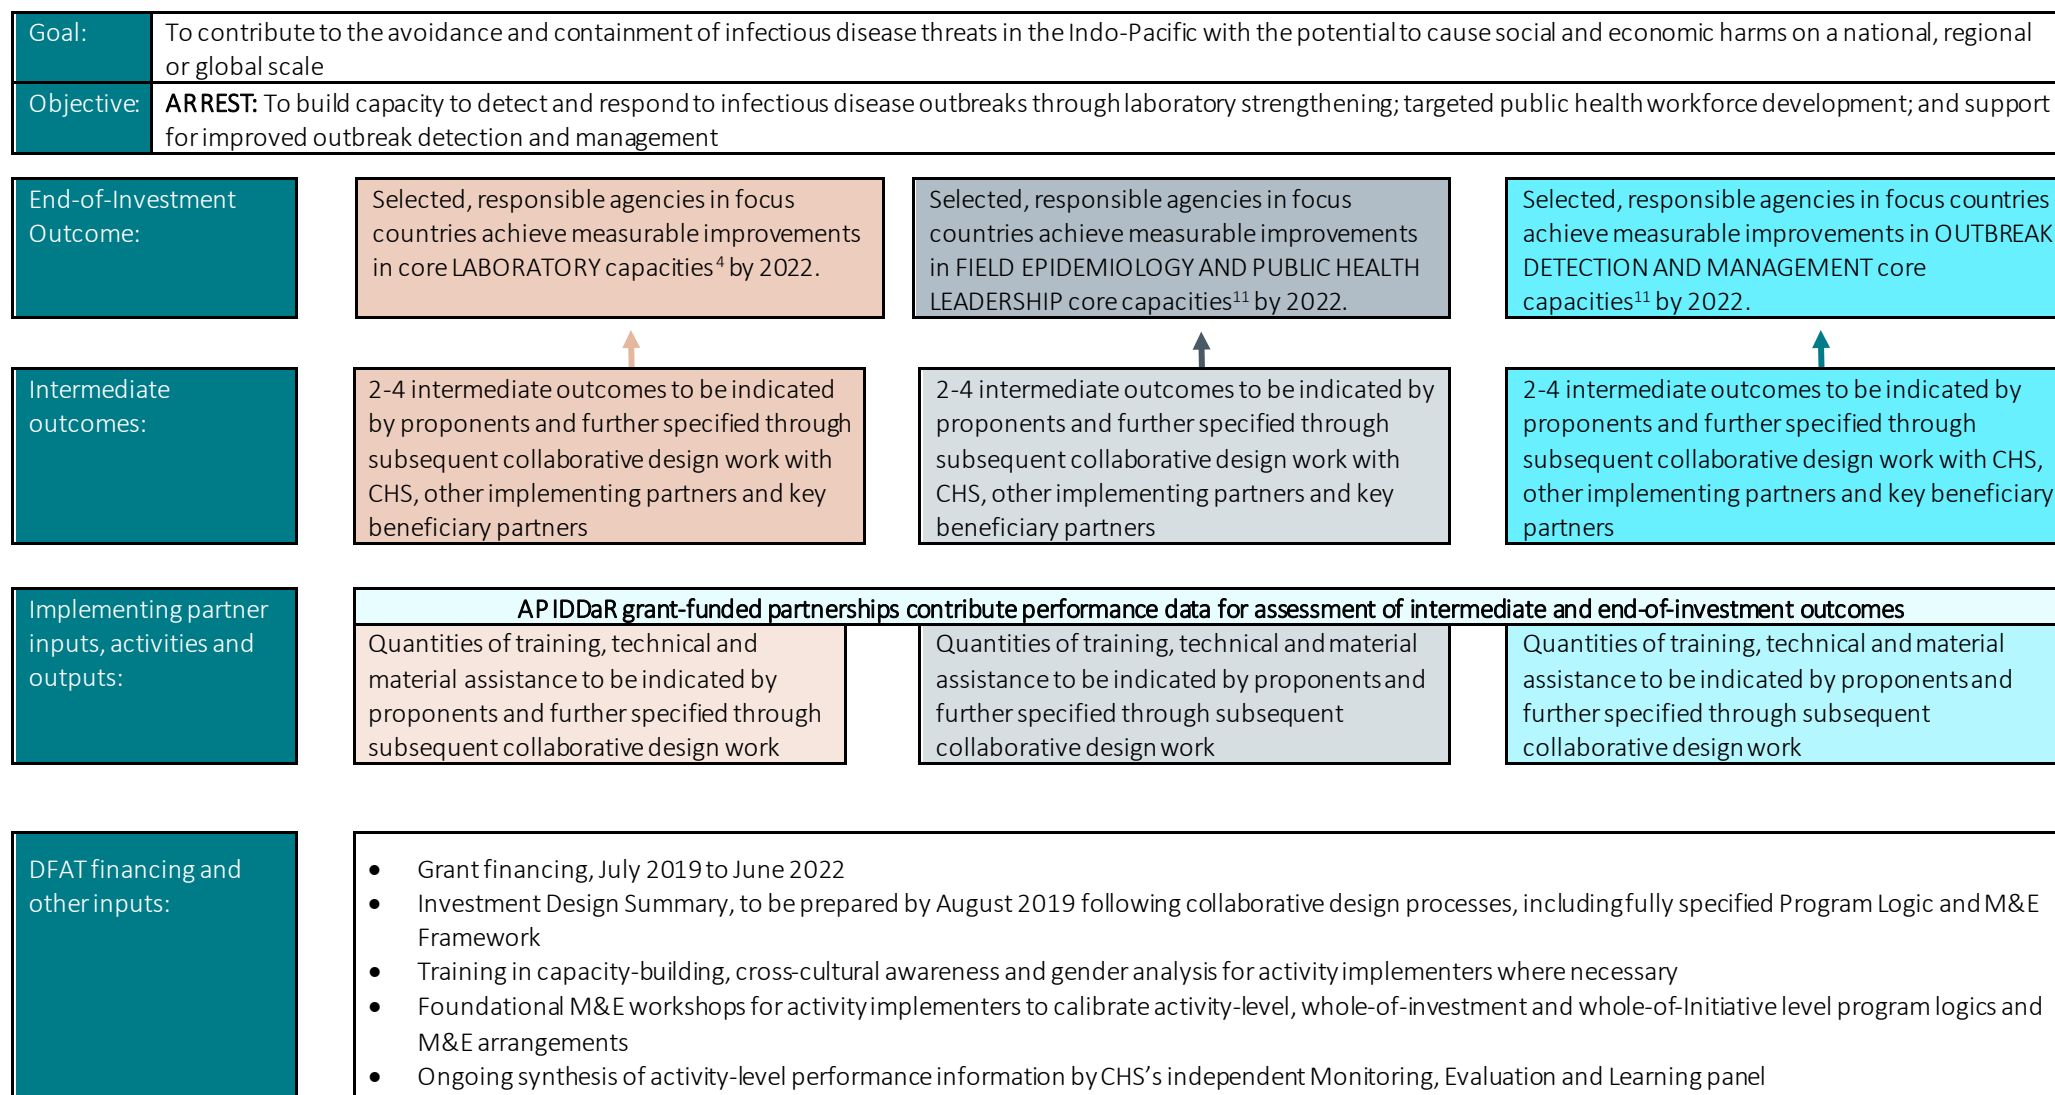 Goal:
To contribute to the avoidance and containment of infectious disease threats in the Indo-Pacific with the potential to cause social and economic harms on a national, regional
or global scale
Objective:
ARREST: To build capacity to detect and respond to infectious disease outbreaks through laboratory strengthening; targeted public health workforce development; and support
for improved outbreak detection and management
End-of-Investment
Outcome:
Selected, responsible agencies in focus
countries achieve measurable improvements
in core LABORATORY capacities⁴ by 2022.
Selected, responsible agencies in focus
countries achieve measurable improvements
in FIELD EPIDEMIOLOGY AND PUBLIC HEALTH
LEADERSHIP core capacities¹¹ by 2022.
Selected, responsible agencies in focus countries
achieve measurable improvements in OUTBREAK
DETECTION AND MANAGEMENT core
capacities¹¹ by 2022.
Intermediate
outcomes:
2-4 intermediate outcomes to be indicated
by proponents and further specified through
subsequent collaborative design work with
CHS, other implementing partners and key
beneficiary partners
2-4 intermediate outcomes to be indicated by
proponents and further specified through
subsequent collaborative design work with
CHS, other implementing partners and key
beneficiary partners
2-4 intermediate outcomes to be indicated by
proponents and further specified through
subsequent collaborative design work with CHS,
other implementing partners and key beneficiary
partners
Implementing partner
inputs, activities and
outputs:
APIDDaR grant-funded partnerships contribute performance data for assessment of intermediate and end-of-investment outcomes
Quantities of training, technical and
material assistance to be indicated by
proponents and further specified through
subsequent collaborative design work
Quantities of training, technical and material
assistance to be indicated by proponents and
further specified through subsequent
collaborative design work
Quantities of training, technical and material
assistance to be indicated by proponents and
further specified through subsequent
collaborative design work
DFAT financing and
other inputs:
• Grant financing, July 2019 to June 2022
• Investment Design Summary, to be prepared by August 2019 following collaborative design processes, including fully specified Program Logic and M&E
Framework
• Training in capacity-building, cross-cultural awareness and gender analysis for activity implementers where necessary
• Foundational M&E workshops for activity implementers to calibrate activity-level, whole-of-investment and whole-of-Initiative level program logics and
M&E arrangements
• Ongoing synthesis of activity-level performance information by CHS's independent Monitoring, Evaluation and Learning panel